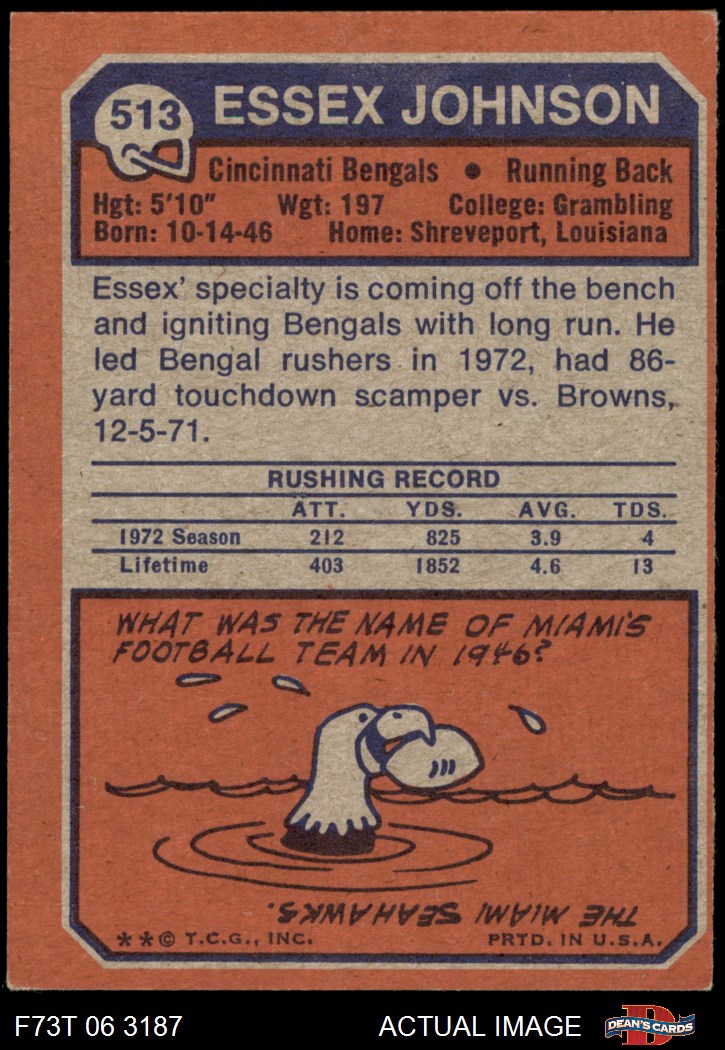 513 ESSEX JOHNSON
Cincinnati Bengals • Running Back
Hgt: 5'10" Wgt: 197 College: Grambling
Born: 10-14-46 Home: Shreveport, Louisiana
Essex' specialty is coming off the bench
and igniting Bengals with long run. He
led Bengal rushers in 1972, had 86-
yard touchdown scamper vs. Browns,
12-5-71.
RUSHING RECORD
ATT. YDS. AVG. TDS.
1972 Season 212 825 3.9 4
Lifetime 403 1852 4.6 13
WHAT WAS THE NAME OF MIAMI'S
FOOTBALL TEAM IN 1946?
THE MIAMI SEAHAWKS.
**© T.C.G., INC. PRTD. IN U.S.A.
F73T 06 3187 ACTUAL IMAGE D DEAN'S CARDS